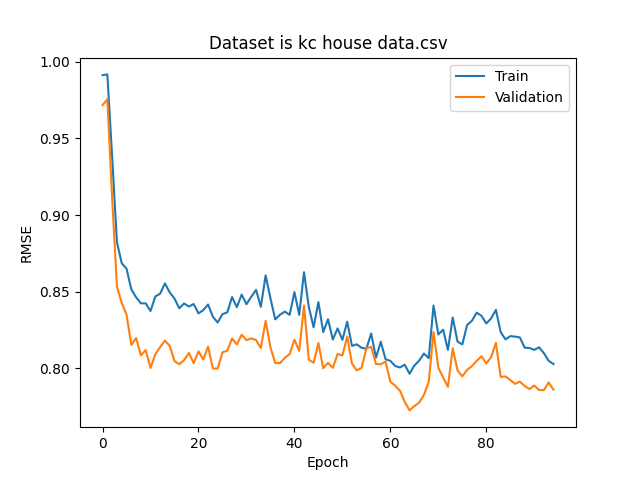 Dataset is kc house data.csv
Train
Validation
RMSE
1.00
0.95
0.90
0.85
0.80
0 20 40 60 80
Epoch